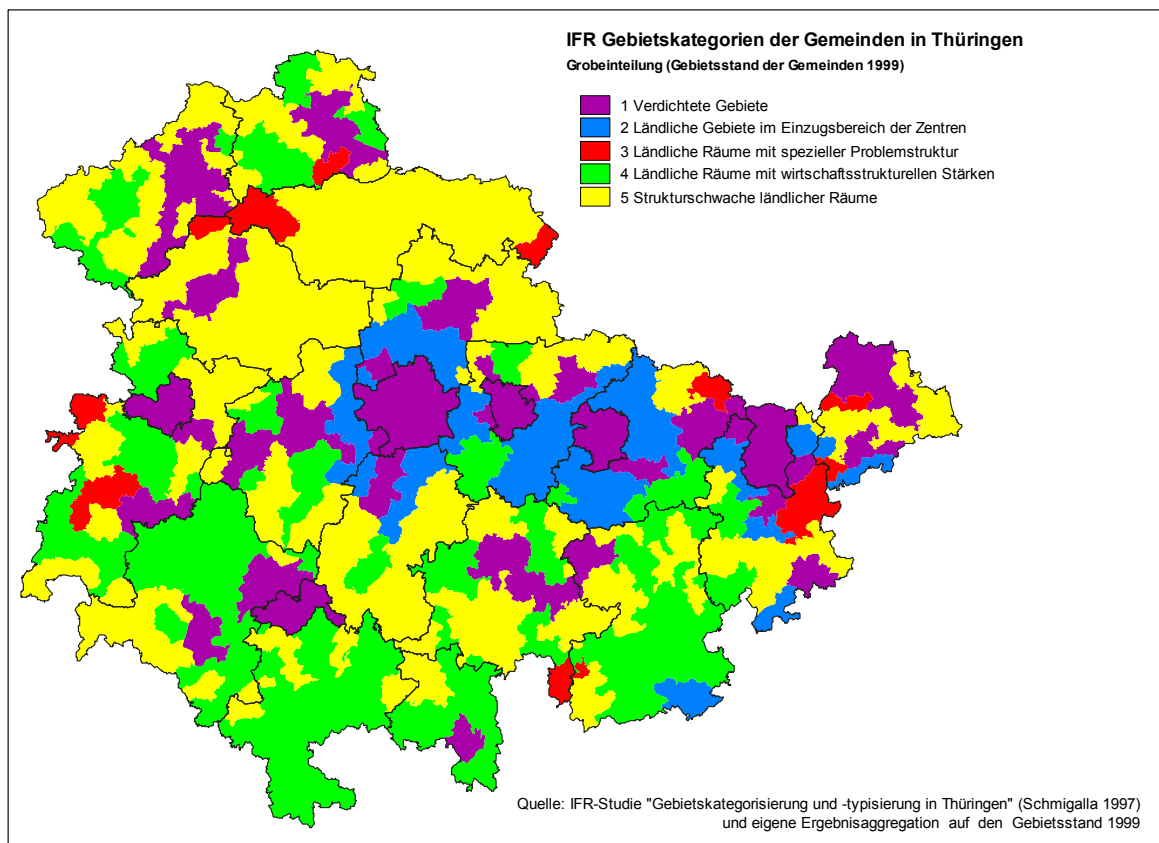 IFR Gebietskategorien der Gemeinden in Thüringen
Grobeinteilung (Gebietsstand der Gemeinden 1999)
1 Verdichtete Gebiete
2 Ländliche Gebiete im Einzugsbereich der Zentren
3 Ländliche Räume mit spezieller Problemstruktur
4 Ländliche Räume mit wirtschaftsstrukturellen Stärken
5 Strukturschwache ländlicher Räume
Quelle: IFR-Studie "Gebietskategorisierung und -typisierung in Thüringen" (Schmigalla 1997)
und eigene Ergebnisaggregation auf den Gebietsstand 1999